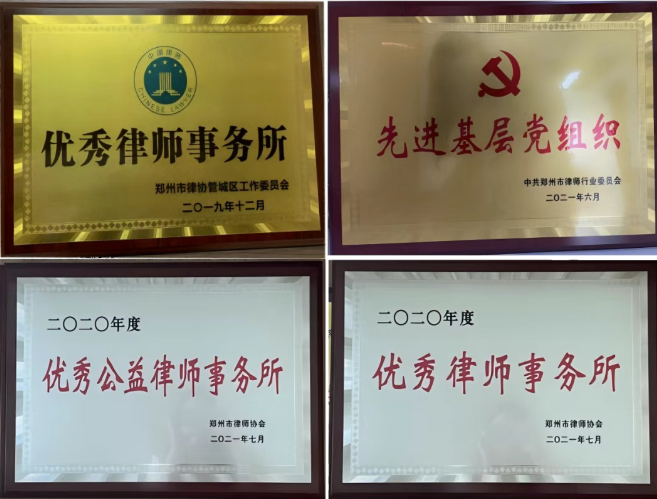 中国律师
CHINESE LAWYER
优秀律师事务所
郑州市律协管城区工作委员会
二〇一九年十二月
先进基层党组织
中共郑州市律师行业委员会
二〇二一年六月
二〇二〇年度
优秀公益律师事务所
郑州市律师协会
二〇二一年七月
二〇二〇年度
优秀律师事务所
郑州市律师协会
二〇二一年七月